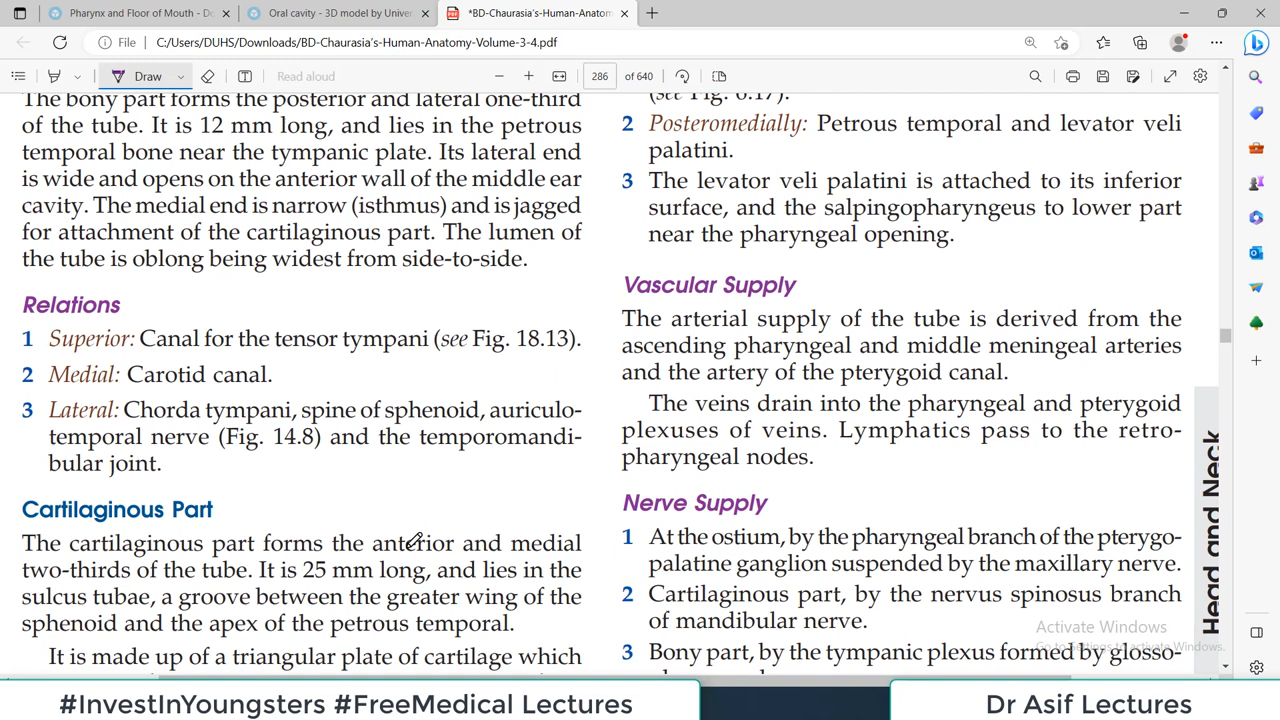 Pharynx and Floor of Mouth - De
Oral cavity - 3D model by Univer
*BD-Chaurasia's-Human-Anatom
File
C:/Users/DUHS/Downloads/BD-Chaurasia's-Human-Anatomy-Volume-3-4.pdf
Draw
Read aloud
286 of 640
The bony part forms the posterior and lateral one-third
of the tube. It is 12 mm long, and lies in the petrous
temporal bone near the tympanic plate. Its lateral end
is wide and opens on the anterior wall of the middle ear
cavity. The medial end is narrow (isthmus) and is jagged
for attachment of the cartilaginous part. The lumen of
the tube is oblong being widest from side-to-side.
Relations
1 Superior: Canal for the tensor tympani (see Fig. 18.13).
2 Medial: Carotid canal.
3 Lateral: Chorda tympani, spine of sphenoid, auriculo-
temporal nerve (Fig. 14.8) and the temporomandi-
bular joint.
Cartilaginous Part
The cartilaginous part forms the anterior and medial
two-thirds of the tube. It is 25 mm long, and lies in the
sulcus tubae, a groove between the greater wing of the
sphenoid and the apex of the petrous temporal.
It is made up of a triangular plate of cartilage which
(see Fig. 6.17).
2 Posteromedially: Petrous temporal and levator veli
palatini.
3 The levator veli palatini is attached to its inferior
surface, and the salpingopharyngeus to lower part
near the pharyngeal opening.
Vascular Supply
The arterial supply of the tube is derived from the
ascending pharyngeal and middle meningeal arteries
and the artery of the pterygoid canal.
The veins drain into the pharyngeal and pterygoid
plexuses of veins. Lymphatics pass to the retro-
pharyngeal nodes.
Nerve Supply
1 At the ostium, by the pharyngeal branch of the pterygo-
palatine ganglion suspended by the maxillary nerve.
2 Cartilaginous part, by the nervus spinosus branch
of mandibular nerve.
3 Bony part, by the tympanic plexus formed by glosso-
Head and Neck
Activate Windows
Go to Settings to activate Windows.
#InvestInYoungsters #FreeMedical Lectures
Dr Asif Lectures